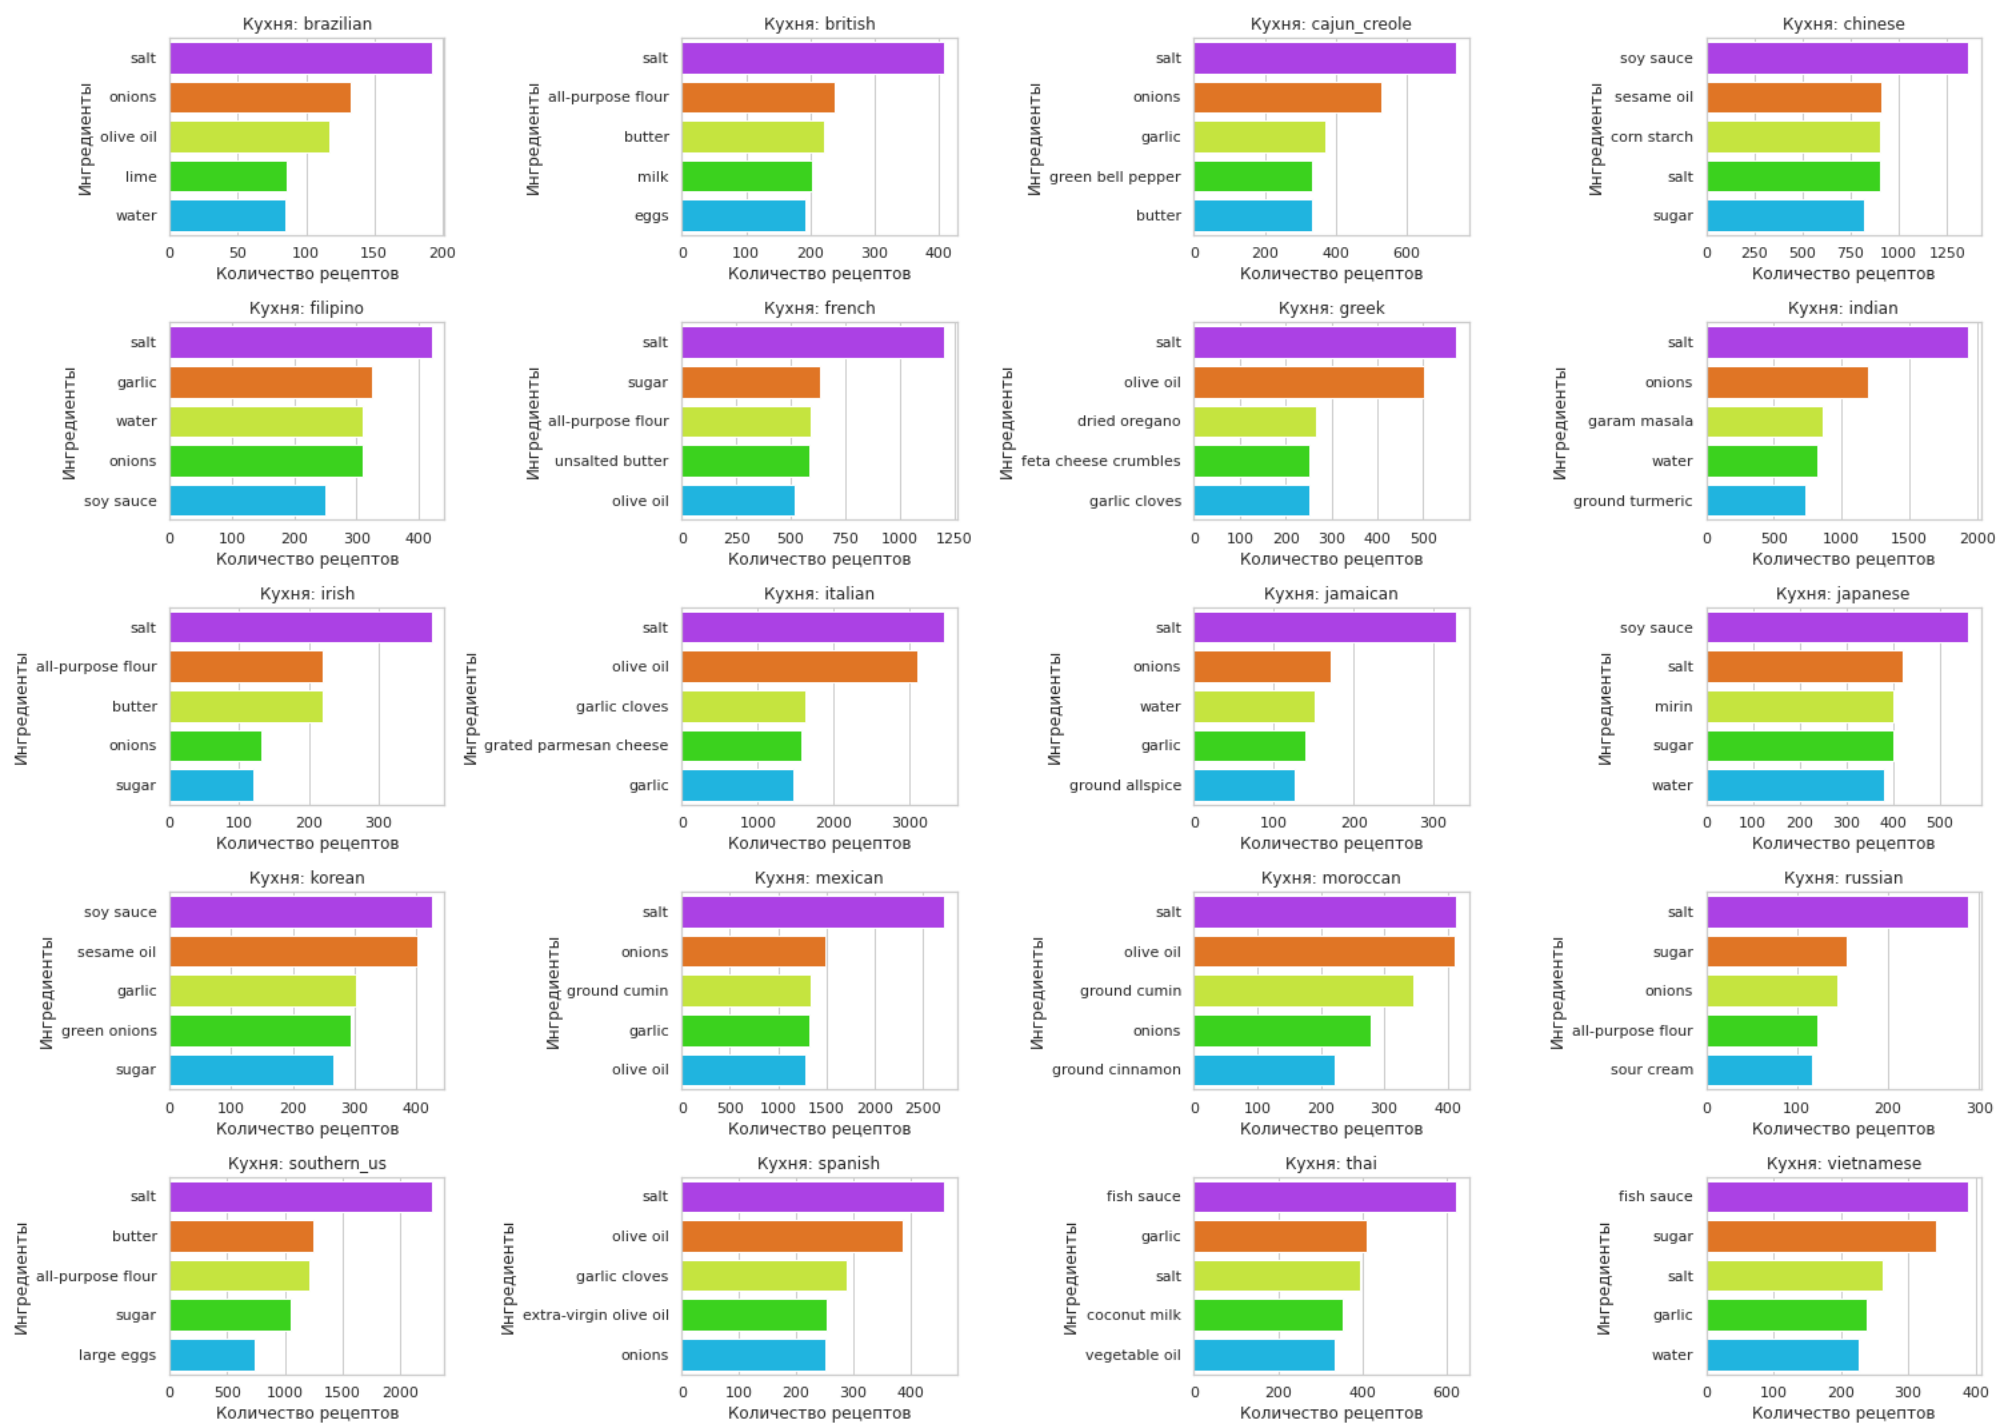 Кухня: brazilian
Ингредиенты
salt
onions
olive oil
lime
water
0 50 100 150 200
Количество рецептов
Кухня: british
Ингредиенты
salt
all-purpose flour
butter
milk
eggs
0 100 200 300 400
Количество рецептов
Кухня: cajun_creole
Ингредиенты
salt
onions
garlic
green bell pepper
butter
0 200 400 600
Количество рецептов
Кухня: chinese
Ингредиенты
soy sauce
sesame oil
corn starch
salt
sugar
0 250 500 750 1000 1250
Количество рецептов
Кухня: filipino
Ингредиенты
salt
garlic
water
onions
soy sauce
0 100 200 300 400
Количество рецептов
Кухня: french
Ингредиенты
salt
sugar
all-purpose flour
unsalted butter
olive oil
0 250 500 750 1000 1250
Количество рецептов
Кухня: greek
Ингредиенты
salt
olive oil
dried oregano
feta cheese crumbles
garlic cloves
0 100 200 300 400 500
Количество рецептов
Кухня: indian
Ингредиенты
salt
onions
garam masala
water
ground turmeric
0 500 1000 1500 2000
Количество рецептов
Кухня: irish
Ингредиенты
salt
all-purpose flour
butter
onions
sugar
0 100 200 300
Количество рецептов
Кухня: italian
Ингредиенты
salt
olive oil
garlic cloves
grated parmesan cheese
garlic
0 1000 2000 3000
Количество рецептов
Кухня: jamaican
Ингредиенты
salt
onions
water
garlic
ground allspice
0 100 200 300
Количество рецептов
Кухня: japanese
Ингредиенты
soy sauce
salt
mirin
sugar
water
0 100 200 300 400 500
Количество рецептов
Кухня: korean
Ингредиенты
soy sauce
sesame oil
garlic
green onions
sugar
0 100 200 300 400
Количество рецептов
Кухня: mexican
Ингредиенты
salt
onions
ground cumin
garlic
olive oil
0 500 1000 1500 2000 2500
Количество рецептов
Кухня: moroccan
Ингредиенты
salt
olive oil
ground cumin
onions
ground cinnamon
0 100 200 300 400
Количество рецептов
Кухня: russian
Ингредиенты
salt
sugar
onions
all-purpose flour
sour cream
0 100 200 300
Количество рецептов
Кухня: southern_us
Ингредиенты
salt
butter
all-purpose flour
sugar
large eggs
0 500 1000 1500 2000
Количество рецептов
Кухня: spanish
Ингредиенты
salt
olive oil
garlic cloves
extra-virgin olive oil
onions
0 100 200 300 400
Количество рецептов
Кухня: thai
Ингредиенты
fish sauce
garlic
salt
coconut milk
vegetable oil
0 200 400 600
Количество рецептов
Кухня: vietnamese
Ингредиенты
fish sauce
sugar
salt
garlic
water
0 100 200 300 400
Количество рецептов